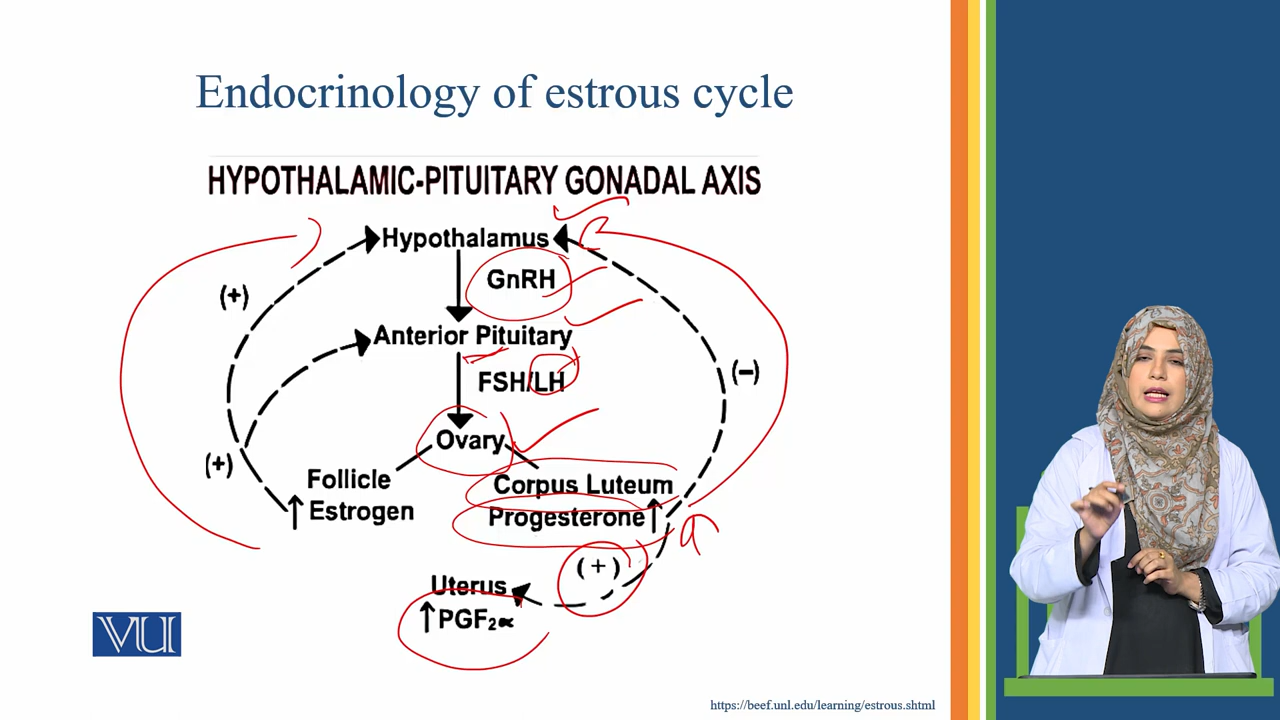 Endocrinology of estrous cycle
HYPOTHALAMIC-PITUITARY GONADAL AXIS
Hypothalamus
(+)
GnRH
Anterior Pituitary
(-)
FSH/LH
Ovary
(+)
Follicle
Corpus Luteum
↑ Estrogen
Progesterone ↑
(+)
Uterus
↑ PGF₂α
VU
https://beef.unl.edu/learning/estrous.shtml